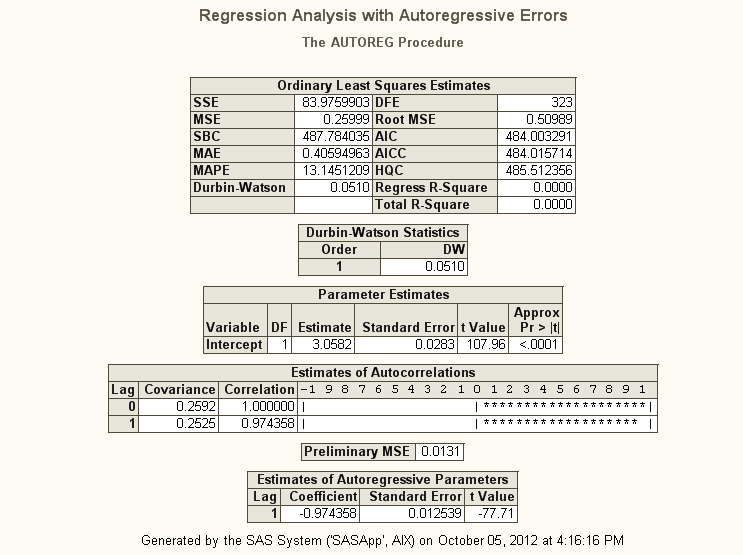 Regression Analysis with Autoregressive Errors
The AUTOREG Procedure
Ordinary Least Squares Estimates
SSE 83.9759903 DFE 323
MSE 0.25999 Root MSE 0.50989
SBC 487.784035 AIC 484.003291
MAE 0.40594963 AICC 484.015714
MAPE 13.1451209 HQC 485.512356
Durbin-Watson 0.0510 Regress R-Square 0.0000
Total R-Square 0.0000
Durbin-Watson Statistics
Order DW
1 0.0510
Parameter Estimates
Variable DF Estimate Standard Error t Value Approx Pr > |t|
Intercept 1 3.0582 0.0283 107.96 <.0001
Estimates of Autocorrelations
Lag Covariance Correlation -1 9 8 7 6 5 4 3 2 1 0 1 2 3 4 5 6 7 8 9 1
0 0.2592 1.000000 | |********************|
1 0.2525 0.974358 | |******************* |
Preliminary MSE 0.0131
Estimates of Autoregressive Parameters
Lag Coefficient Standard Error t Value
1 -0.974358 0.012539 -77.71
Generated by the SAS System ('SASApp', AIX) on October 05, 2012 at 4:16:16 PM